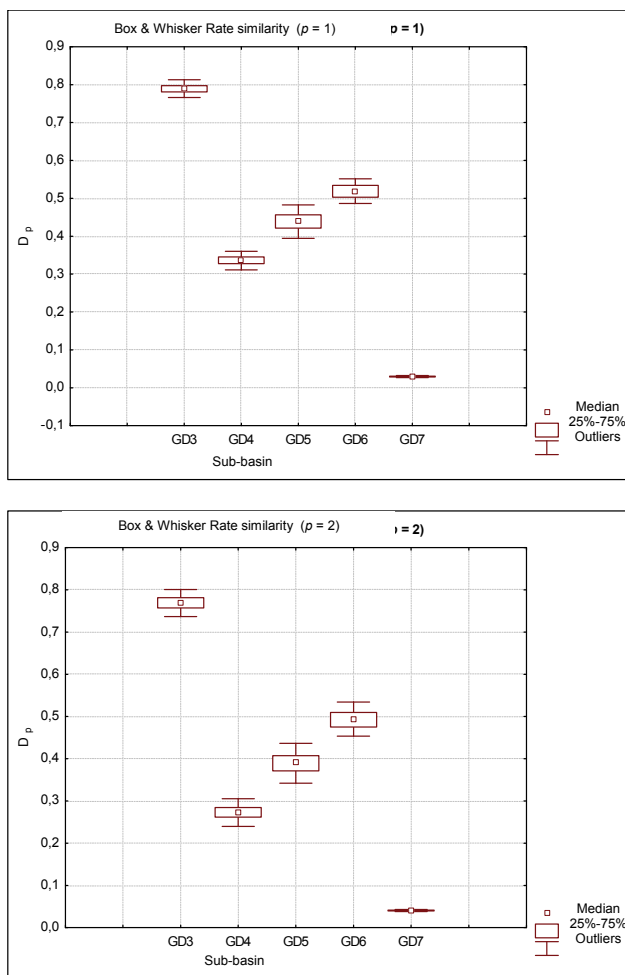 Box & Whisker Rate similarity (p = 1) p = 1)
0,9
0,8
0,7
0,6
0,5
0,4
0,3
0,2
0,1
0,0
-0,1
D p
GD3 GD4 GD5 GD6 GD7
Sub-basin
Median
25%-75%
Outliers
Box & Whisker Rate similarity (p = 2) p = 2)
0,9
0,8
0,7
0,6
0,5
0,4
0,3
0,2
0,1
0,0
D p
GD3 GD4 GD5 GD6 GD7
Sub-basin
Median
25%-75%
Outliers